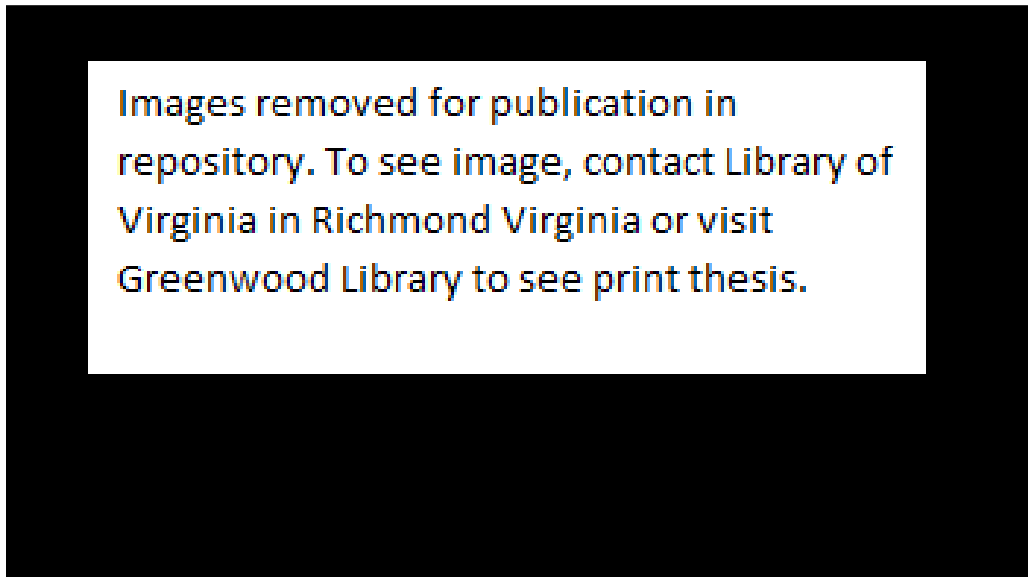 Images removed for publication in
repository. To see image, contact Library of
Virginia in Richmond Virginia or visit
Greenwood Library to see print thesis.